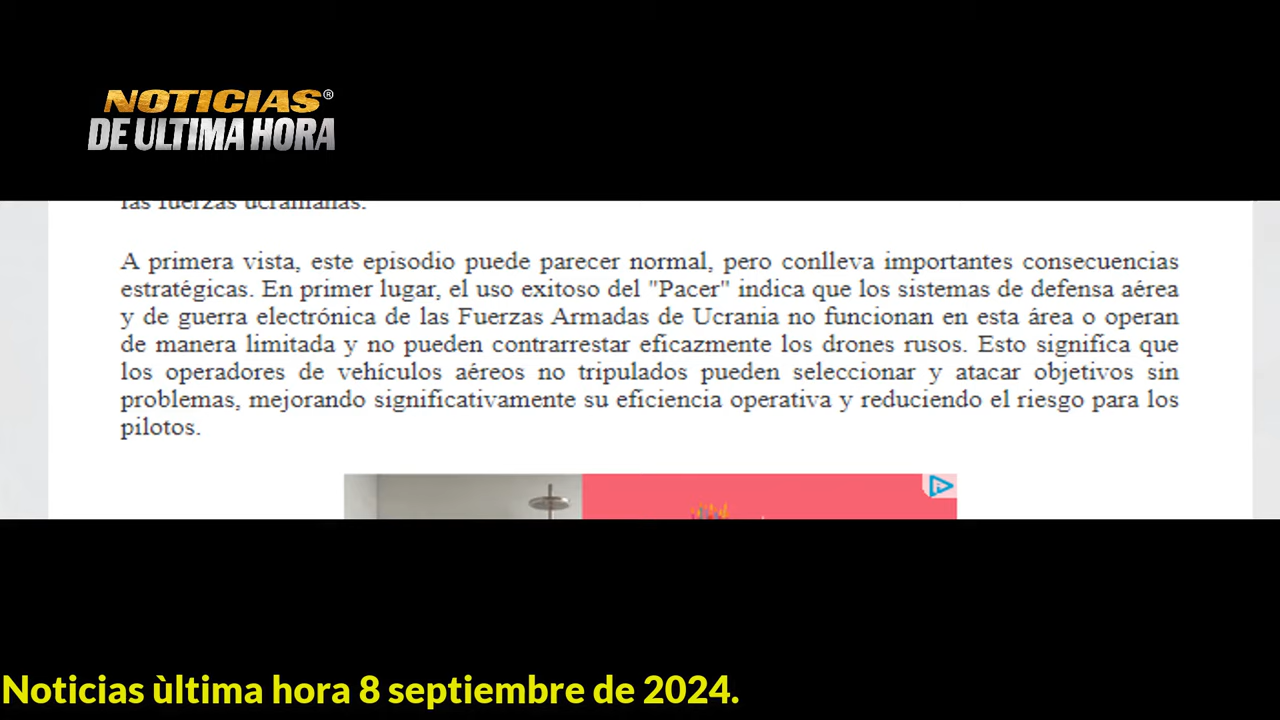 NOTICIAS®
DE ULTIMA HORA
las fuerzas ucranianas.
A primera vista, este episodio puede parecer normal, pero conlleva importantes consecuencias
estratégicas. En primer lugar, el uso exitoso del "Pacer" indica que los sistemas de defensa aérea
y de guerra electrónica de las Fuerzas Armadas de Ucrania no funcionan en esta área o operan
de manera limitada y no pueden contrarrestar eficazmente los drones rusos. Esto significa que
los operadores de vehículos aéreos no tripulados pueden seleccionar y atacar objetivos sin
problemas, mejorando significativamente su eficiencia operativa y reduciendo el riesgo para los
pilotos.
Noticias ùltima hora 8 septiembre de 2024.